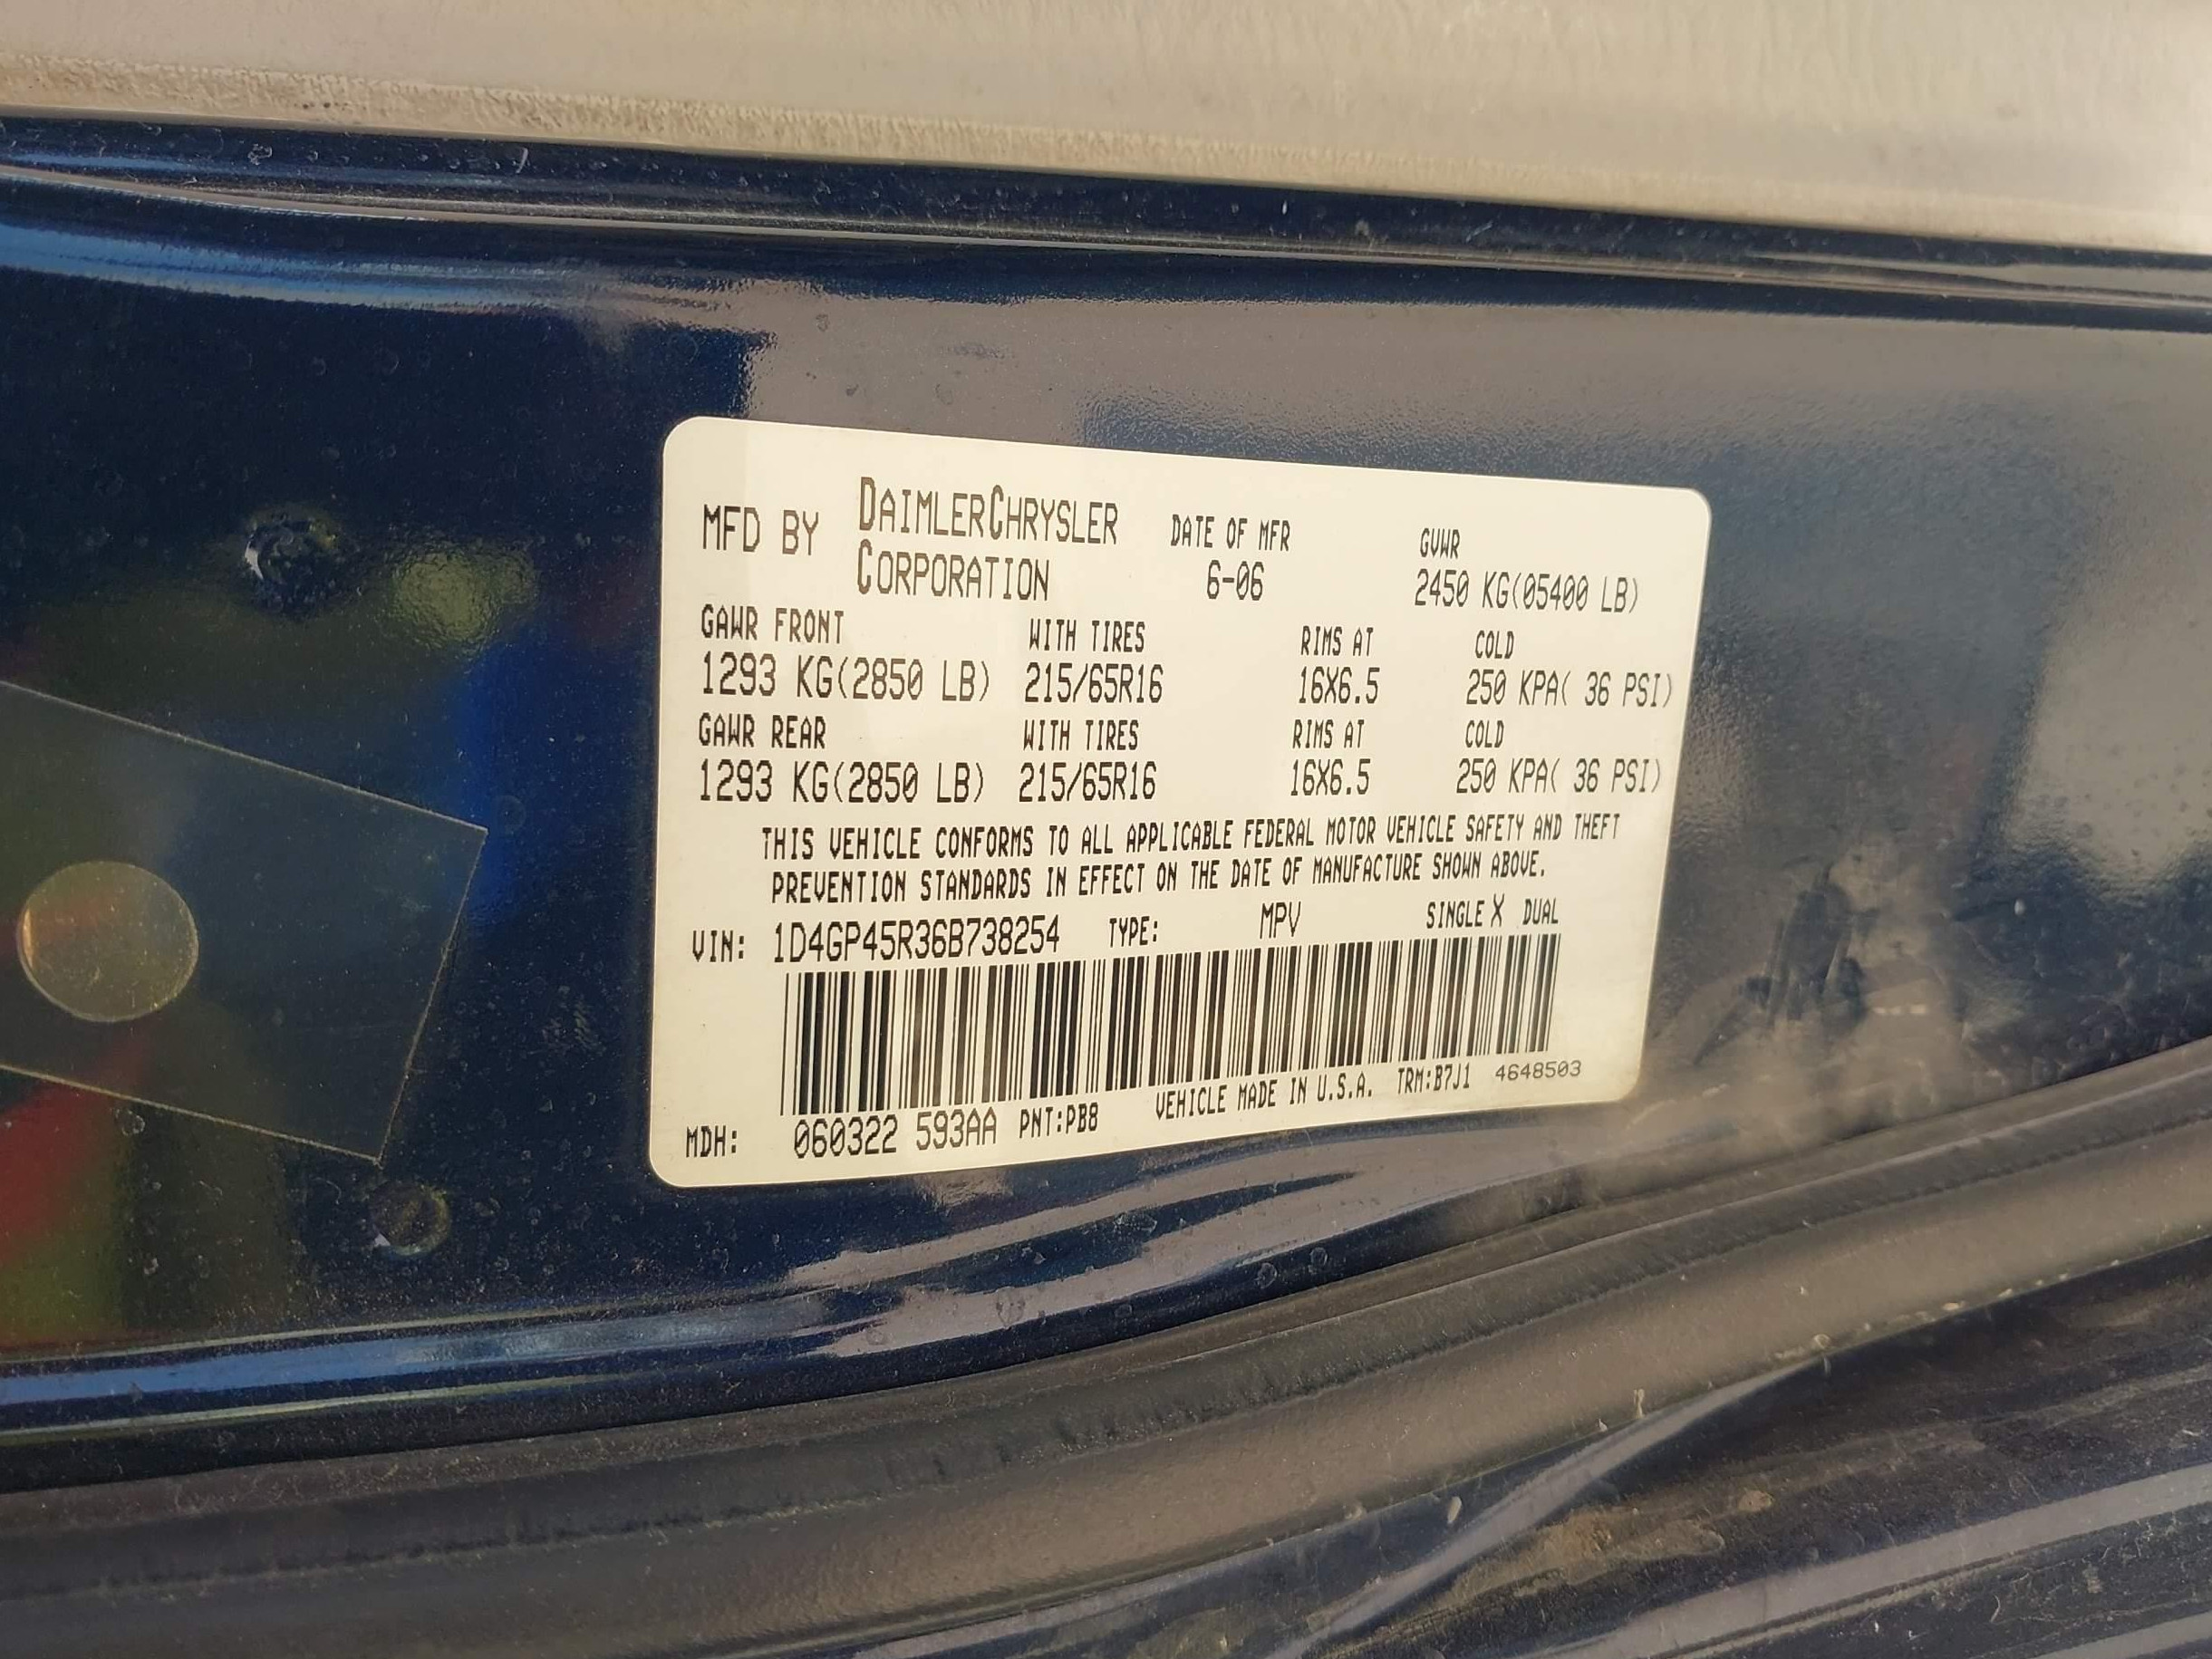 MFD BY DAIMLERCHRYSLER CORPORATION
DATE OF MFR 6-06
GVWR 2450 KG(05400 LB)
GAWR FRONT WITH TIRES RIMS AT COLD
1293 KG(2850 LB) 215/65R16 16X6.5 250 KPA( 36 PSI)
GAWR REAR WITH TIRES RIMS AT COLD
1293 KG(2850 LB) 215/65R16 16X6.5 250 KPA( 36 PSI)
THIS VEHICLE CONFORMS TO ALL APPLICABLE FEDERAL MOTOR VEHICLE SAFETY AND THEFT
PREVENTION STANDARDS IN EFFECT ON THE DATE OF MANUFACTURE SHOWN ABOVE.
VIN: 1D4GP45R36B738254 TYPE: MPV SINGLE X DUAL
MDH: 060322 593AA PNT:PB8 VEHICLE MADE IN U.S.A. TRM:B7J1 4648503